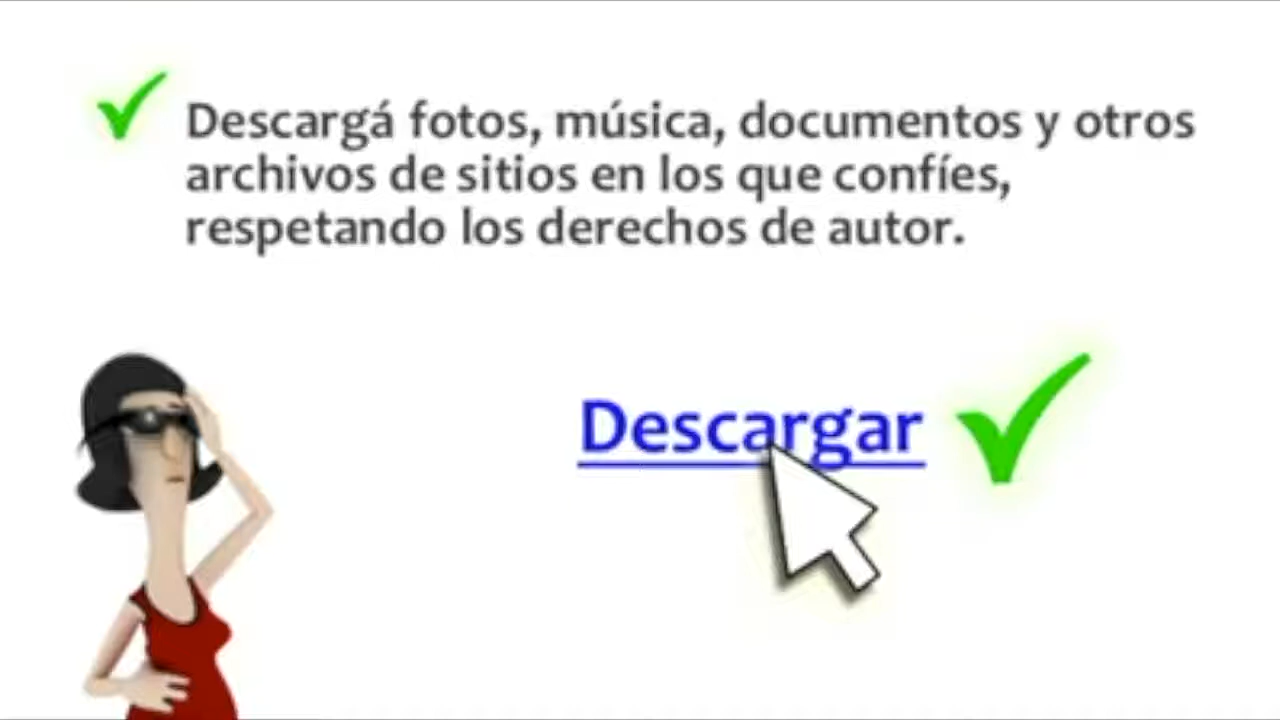 Descargá fotos, música, documentos y otros
archivos de sitios en los que confíes,
respetando los derechos de autor.
Descargar